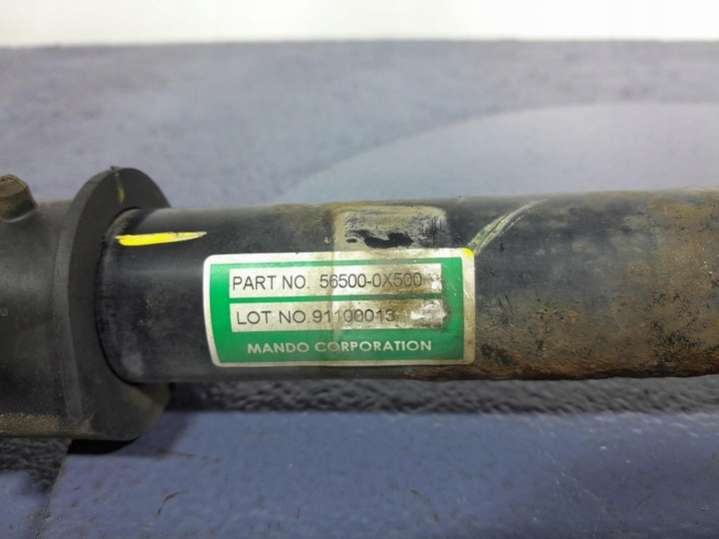 PART NO. 56500-0X500
LOT NO.91100013
MANDO CORPORATION